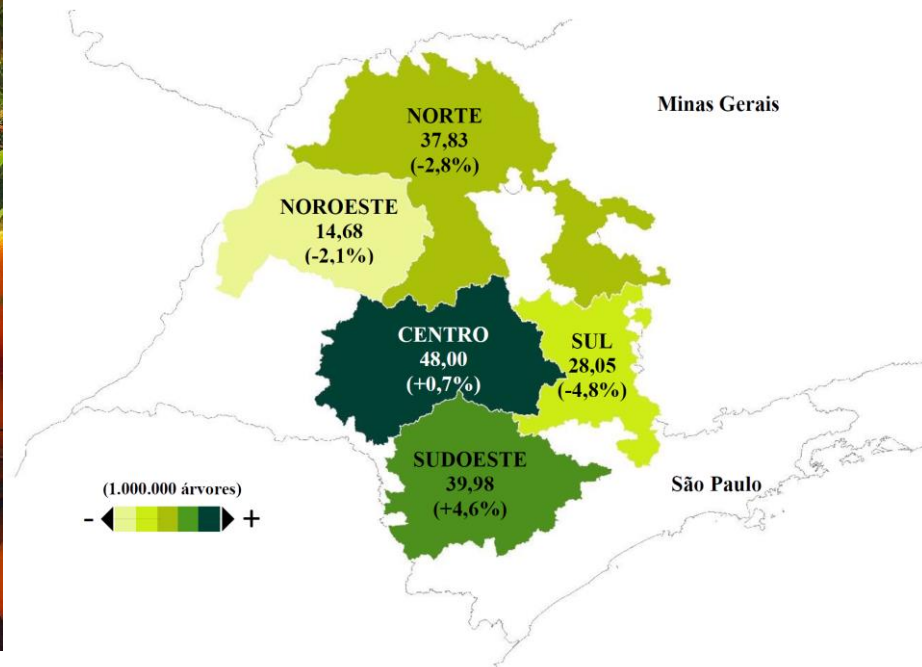 Minas Gerais
NORTE
37,83
(-2,8%)
NOROESTE
14,68
(-2,1%)
CENTRO
48,00
(+0,7%)
SUL
28,05
(-4,8%)
SUDOESTE
39,98
(+4,6%)
São Paulo
(1.000.000 árvores)
- +